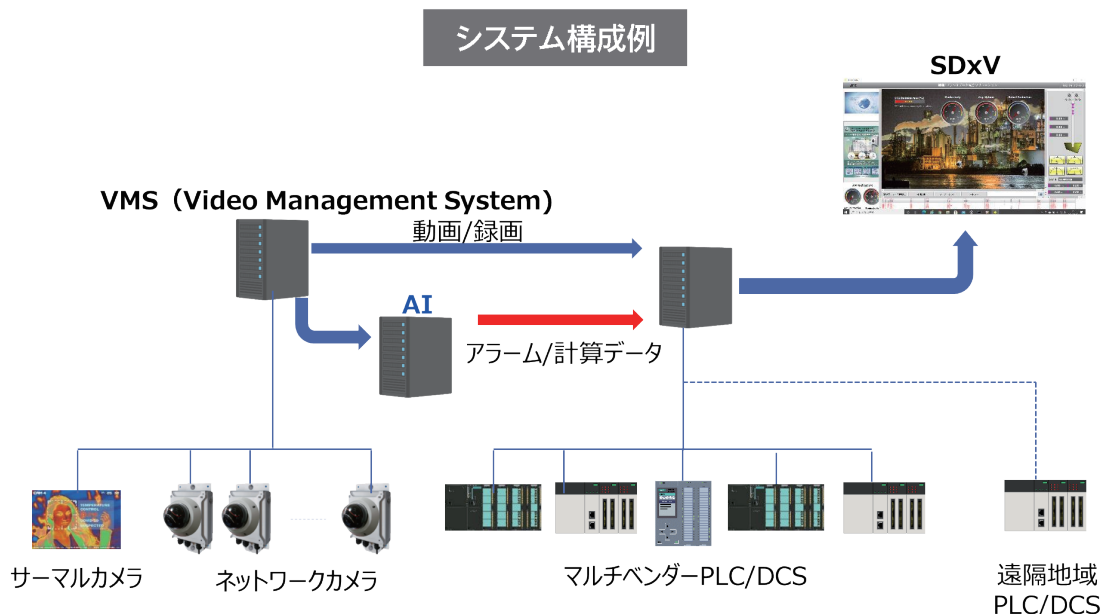 システム構成例
SDxV
VMS（Video Management System)
動画/録画
AI
アラーム/計算データ
サーマルカメラ
ネットワークカメラ
マルチベンダーPLC/DCS
遠隔地域
PLC/DCS